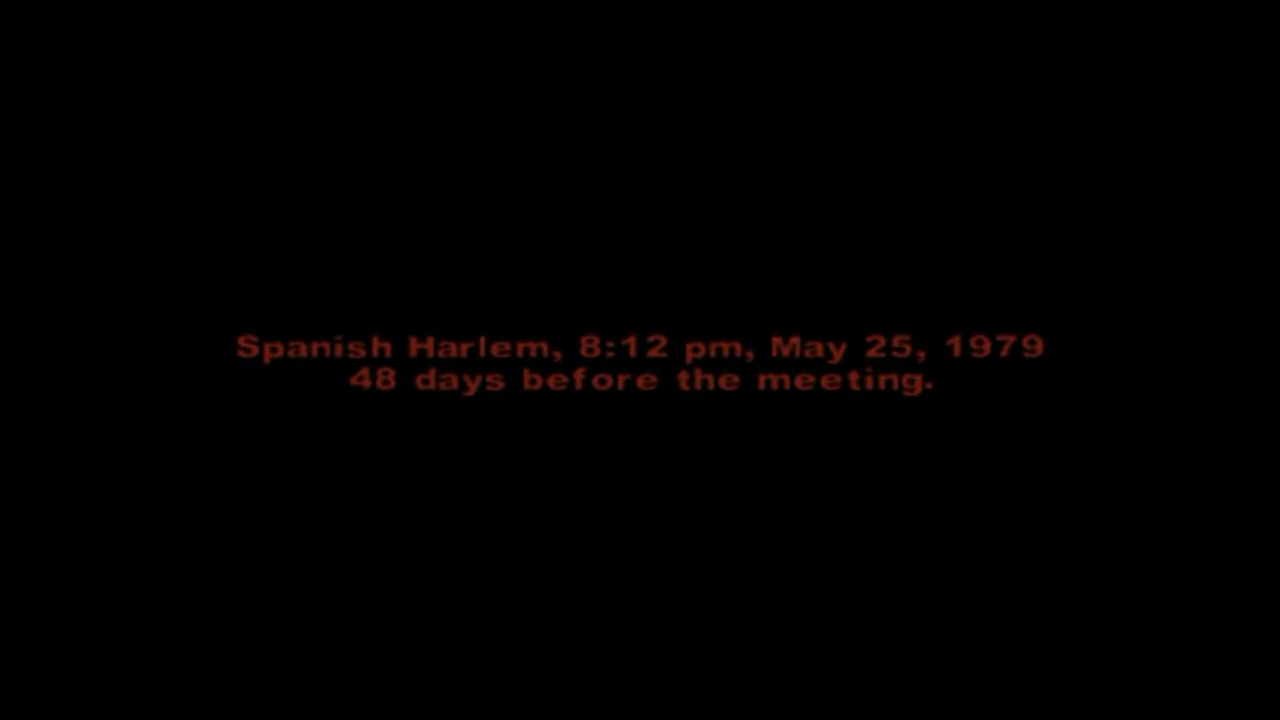 Spanish Harlem, 8:12 pm, May 25, 1979
48 days before the meeting.